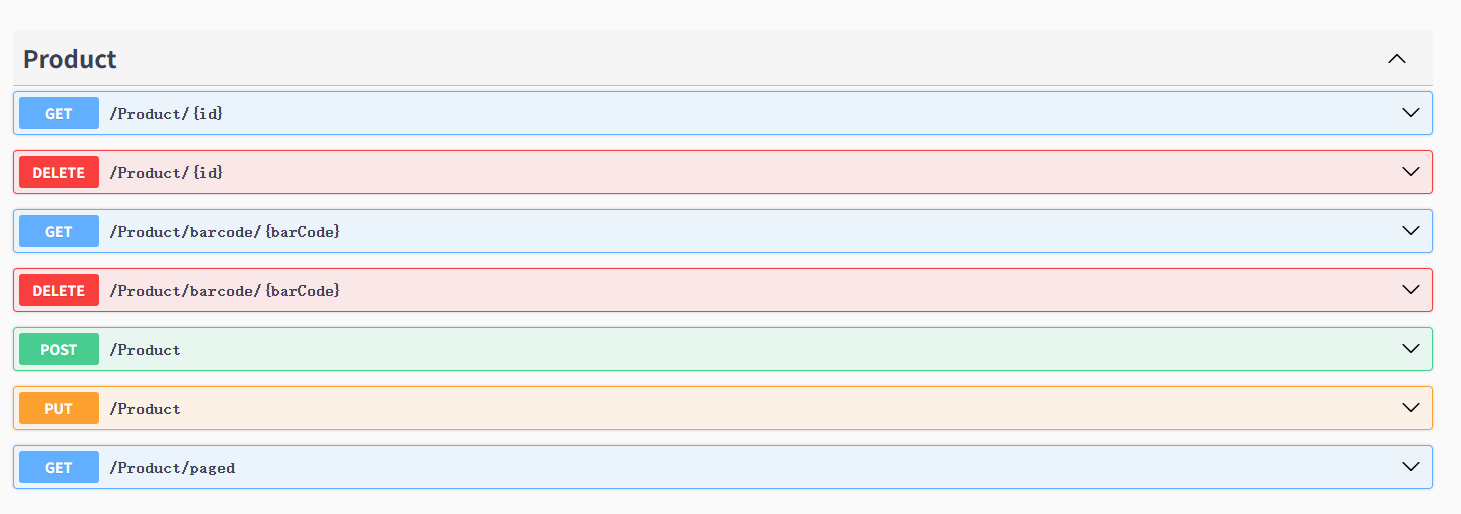 Product
GET /Product/{id}
DELETE /Product/{id}
GET /Product/barcode/{barCode}
DELETE /Product/barcode/{barCode}
POST /Product
PUT /Product
GET /Product/paged